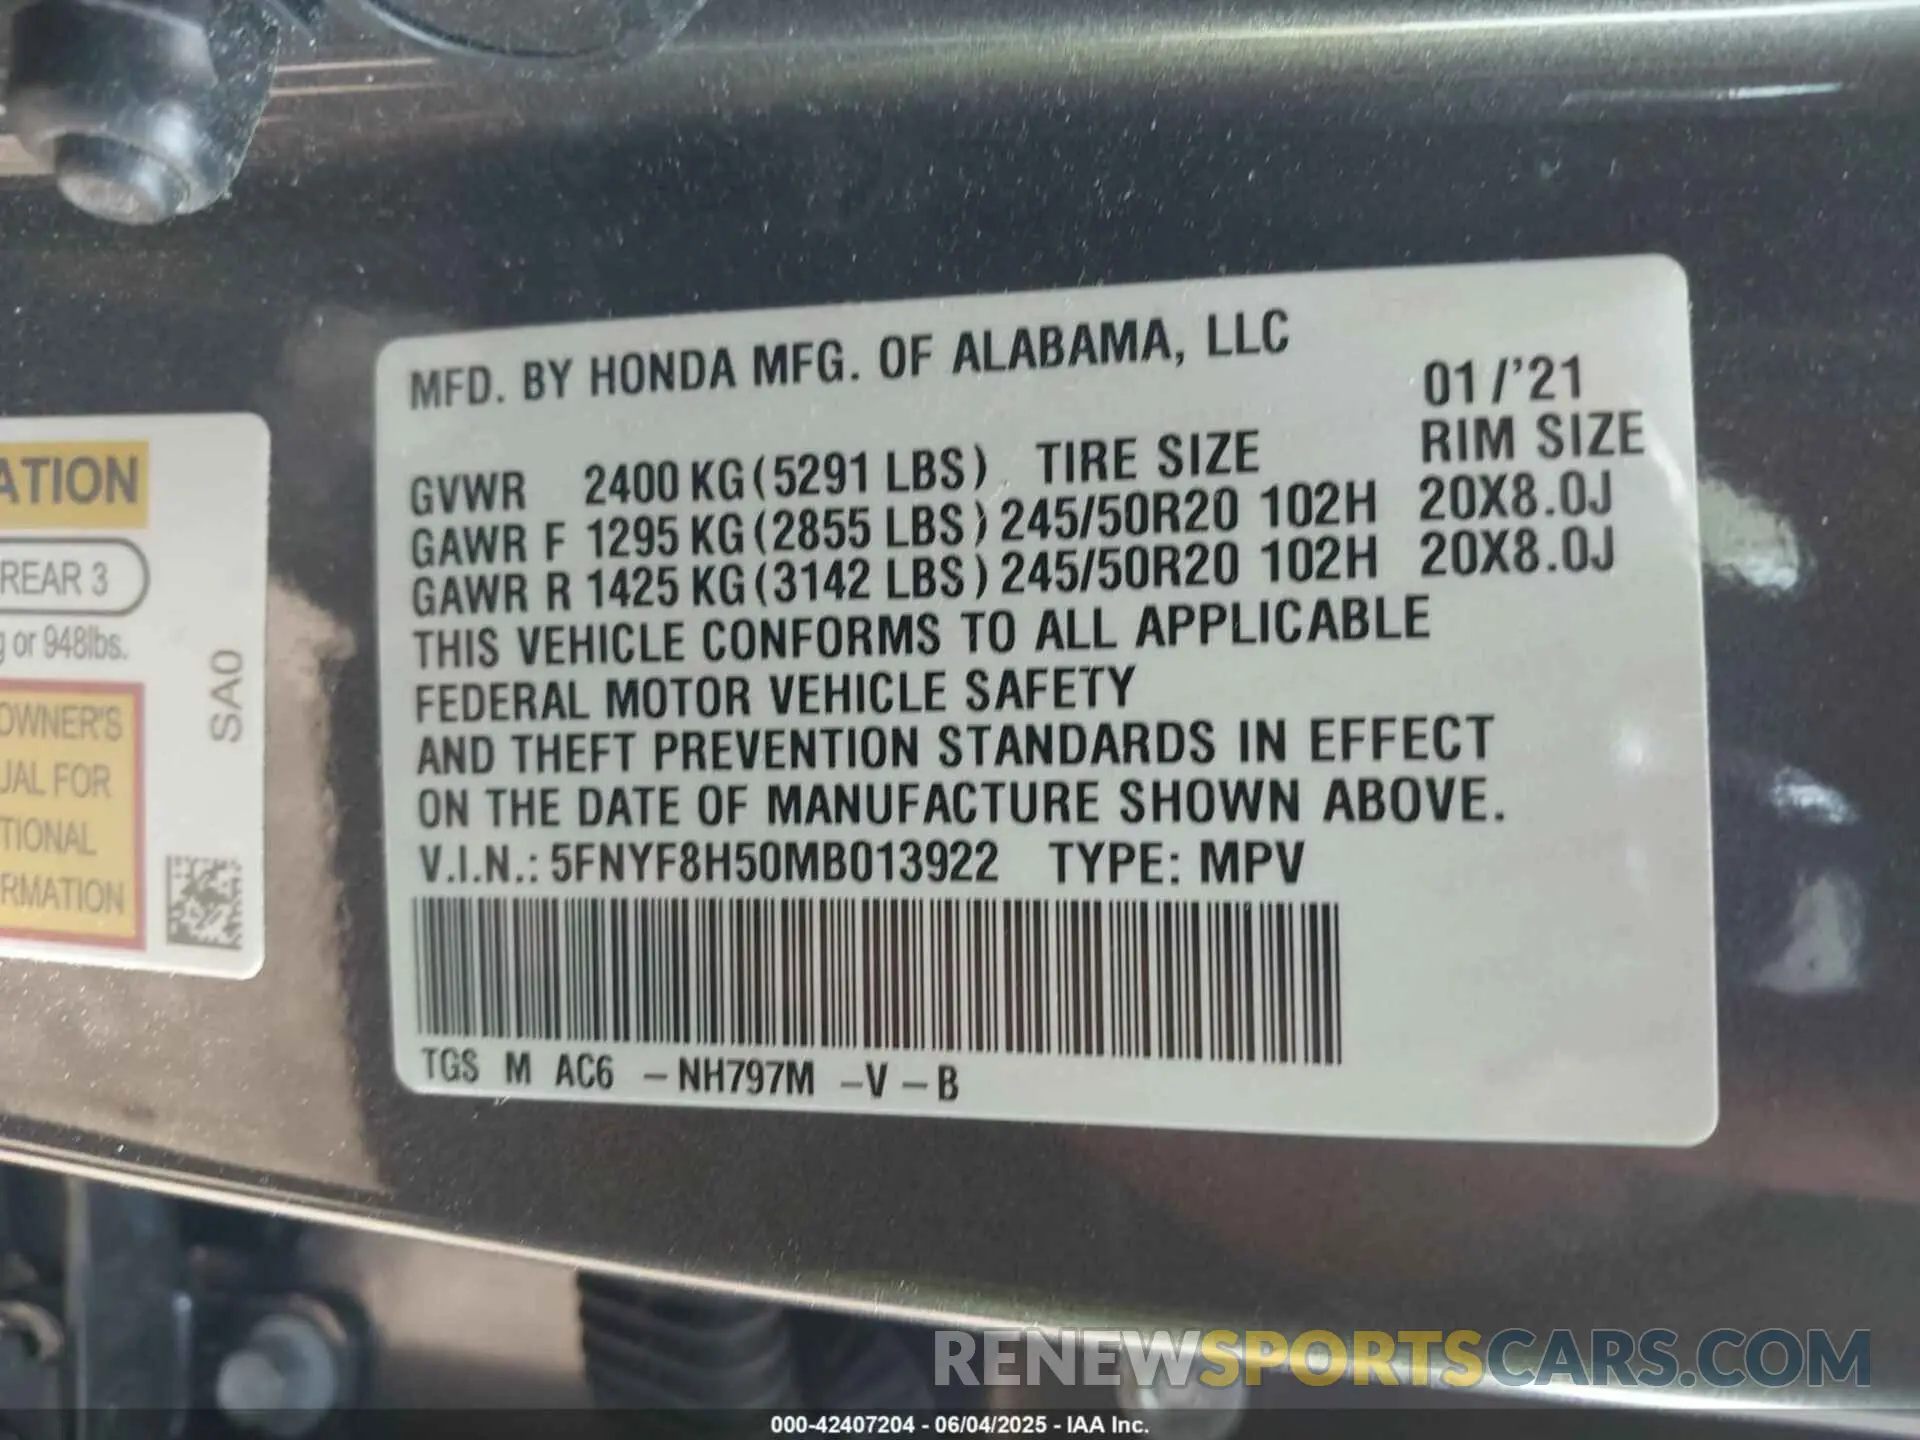 MFD. BY HONDA MFG. OF ALABAMA, LLC
01/'21
GVWR 2400 KG (5291 LBS) TIRE SIZE RIM SIZE
GAWR F 1295 KG (2855 LBS) 245/50R20 102H 20X8.0J
GAWR R 1425 KG (3142 LBS) 245/50R20 102H 20X8.0J
THIS VEHICLE CONFORMS TO ALL APPLICABLE
FEDERAL MOTOR VEHICLE SAFETY
AND THEFT PREVENTION STANDARDS IN EFFECT
ON THE DATE OF MANUFACTURE SHOWN ABOVE.
V.I.N.: 5FNYF8H50MB013922 TYPE: MPV
TGS M AC6 -NH797M -V-B
ATION
REAR 3
g or 948lbs.
OWNER'S
UAL FOR
TIONAL
RMATION
SA0
RENEWSPORTSCARS.COM
000-42407204 - 06/04/2025 - IAA Inc.